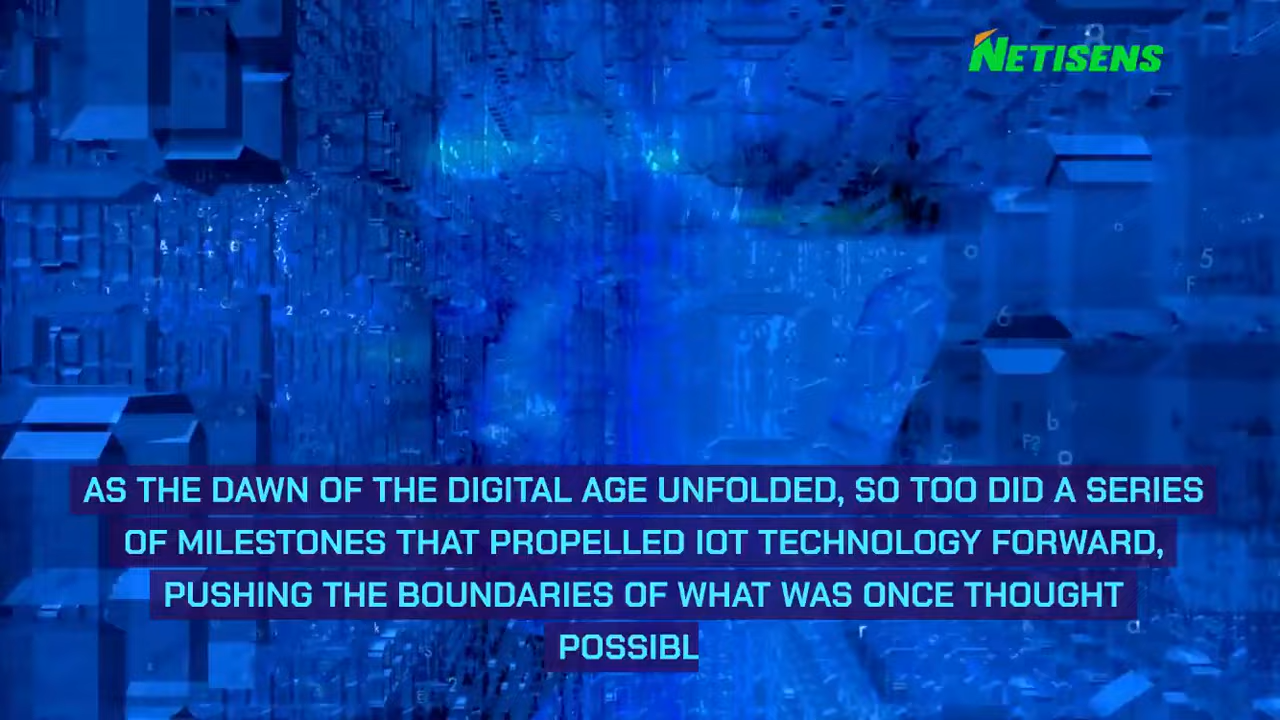 NETISENS
AS THE DAWN OF THE DIGITAL AGE UNFOLDED, SO TOO DID A SERIES
OF MILESTONES THAT PROPELLED IOT TECHNOLOGY FORWARD,
PUSHING THE BOUNDARIES OF WHAT WAS ONCE THOUGHT
POSSIBL